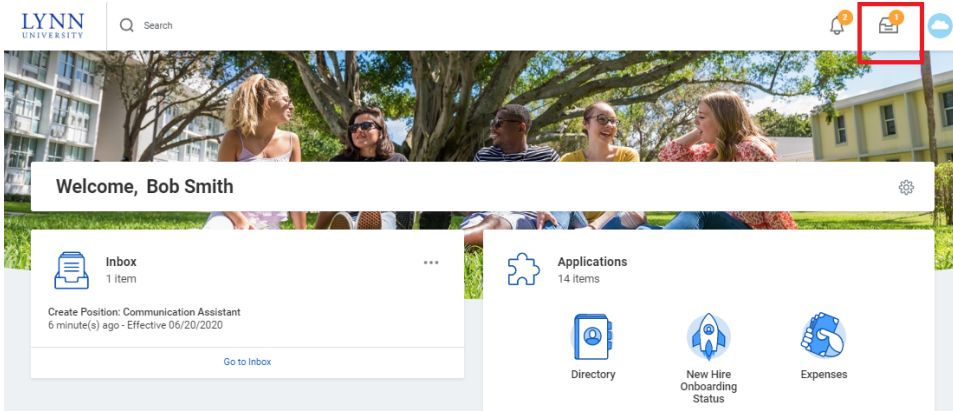 LYNN
UNIVERSITY
Search
2
1
Welcome, Bob Smith
Inbox
1 item
Create Position: Communication Assistant
6 minute(s) ago - Effective 06/20/2020
Go to Inbox
Applications
14 items
Directory
New Hire
Onboarding
Status
Expenses